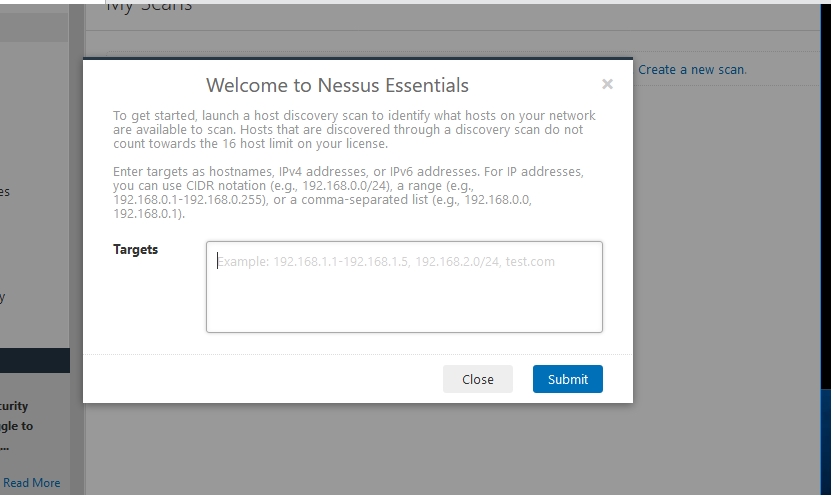 My Scans
Create a new scan.
Welcome to Nessus Essentials
×
To get started, launch a host discovery scan to identify what hosts on your network
are available to scan. Hosts that are discovered through a discovery scan do not
count towards the 16 host limit on your license.
Enter targets as hostnames, IPv4 addresses, or IPv6 addresses. For IP addresses,
you can use CIDR notation (e.g., 192.168.0.0/24), a range (e.g.,
192.168.0.1-192.168.0.255), or a comma-separated list (e.g., 192.168.0.0,
192.168.0.1).
Targets
Example: 192.168.1.1-192.168.1.5, 192.168.2.0/24, test.com
Close
Submit
es
y
curity
gle to
...
Read More